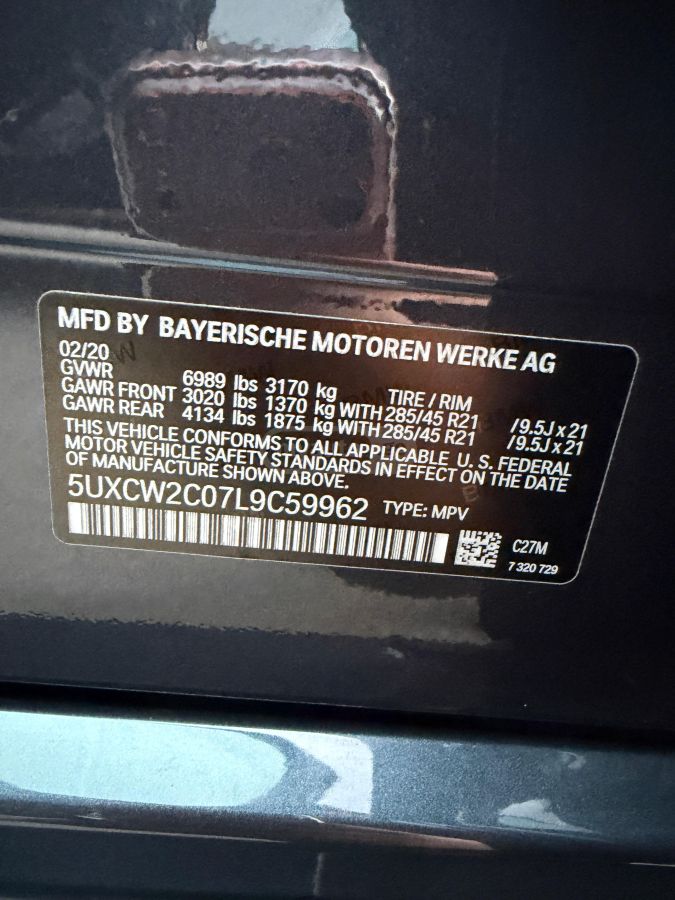 MFD BY BAYERISCHE MOTOREN WERKE AG
02/20
GVWR 6989 lbs 3170 kg TIRE / RIM
GAWR FRONT 3020 lbs 1370 kg WITH 285/45 R21 /9.5J x 21
GAWR REAR 4134 lbs 1875 kg WITH 285/45 R21 /9.5J x 21
THIS VEHICLE CONFORMS TO ALL APPLICABLE U. S. FEDERAL
MOTOR VEHICLE SAFETY STANDARDS IN EFFECT ON THE DATE
OF MANUFACTURE SHOWN ABOVE.
5UXCW2C07L9C59962 TYPE: MPV
C27M
7 320 729